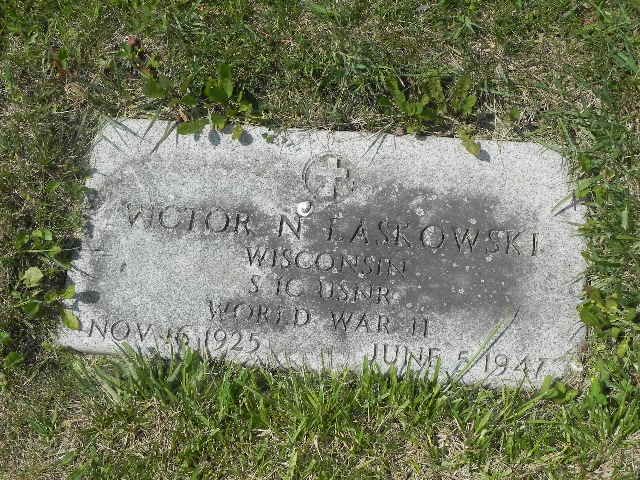 VICTOR N LASKOWSKI
WISCONSIN
S 1C USNR
WORLD WAR II
NOV 16 1925 JUNE 5 1947